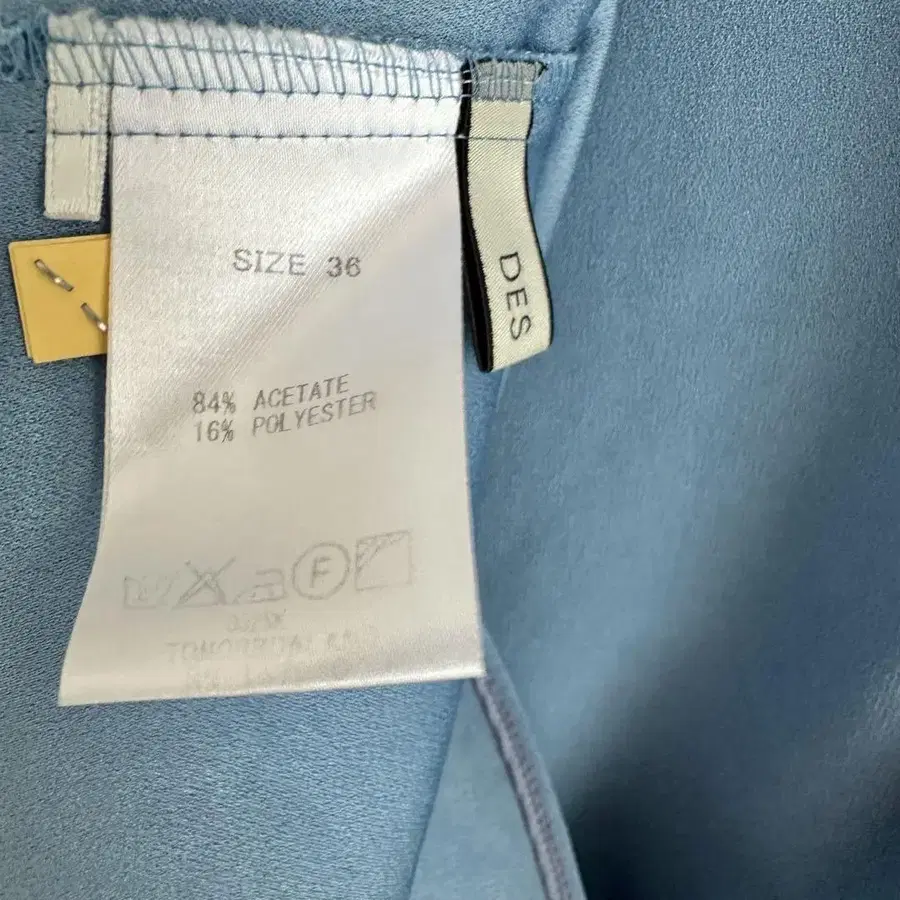 SIZE 36
DES
84% ACETATE
16% POLYESTER
F